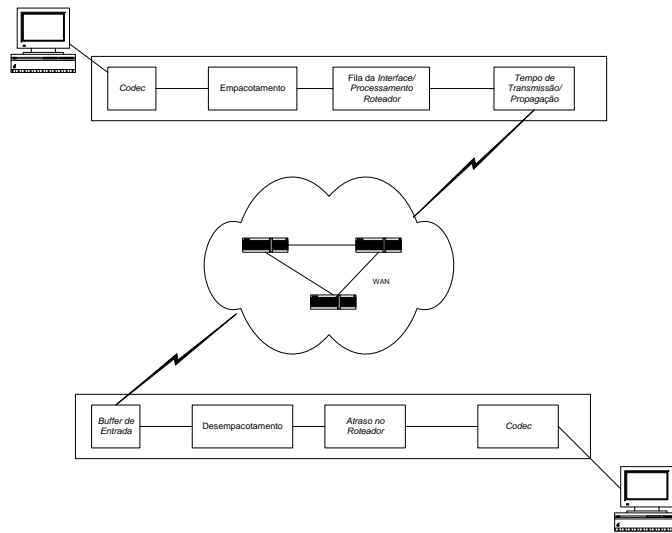 Codec
Empacotamento
Fila da Interface/
Processamento
Roteador
Tempo de
Transmissão/
Propagação
WAN
Buffer de
Entrada
Desempacotamento
Atraso no
Roteador
Codec